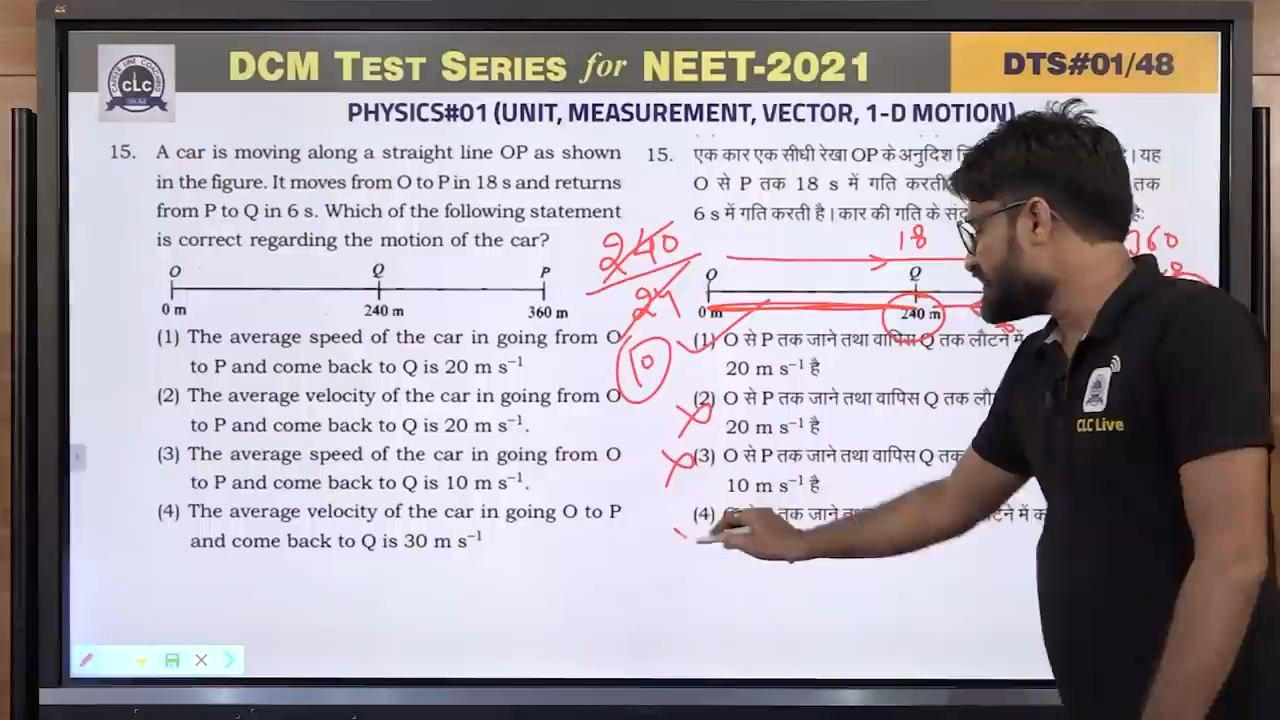 DCM TEST SERIES for NEET-2021
DTS#01/48
CLC
PHYSICS#01 (UNIT, MEASUREMENT, VECTOR, 1-D MOTION)
15. A car is moving along a straight line OP as shown
in the figure. It moves from O to P in 18 s and returns
from P to Q in 6 s. Which of the following statement
is correct regarding the motion of the car?
O Q P
0 m 240 m 360 m
(1) The average speed of the car in going from O
to P and come back to Q is 20 m s⁻¹
(2) The average velocity of the car in going from O
to P and come back to Q is 20 m s⁻¹.
(3) The average speed of the car in going from O
to P and come back to Q is 10 m s⁻¹.
(4) The average velocity of the car in going O to P
and come back to Q is 30 m s⁻¹
240
24
10
15. एक कार एक सीधी रेखा OP के अनुदिश
। यह
O से P तक 18 s में गति करती
तक
6 s में गति करती है। कार की गति के
18
360
O Q
0 m 240 m
(1) O से P तक जाने तथा वापिस Q तक लौटने में
20 m s⁻¹ है
(2) O से P तक जाने तथा वापिस Q तक
20 m s⁻¹ है
(3) O से P तक जाने तथा वापिस Q तक
10 m s⁻¹ है
(4) तक जाने
CLC Live